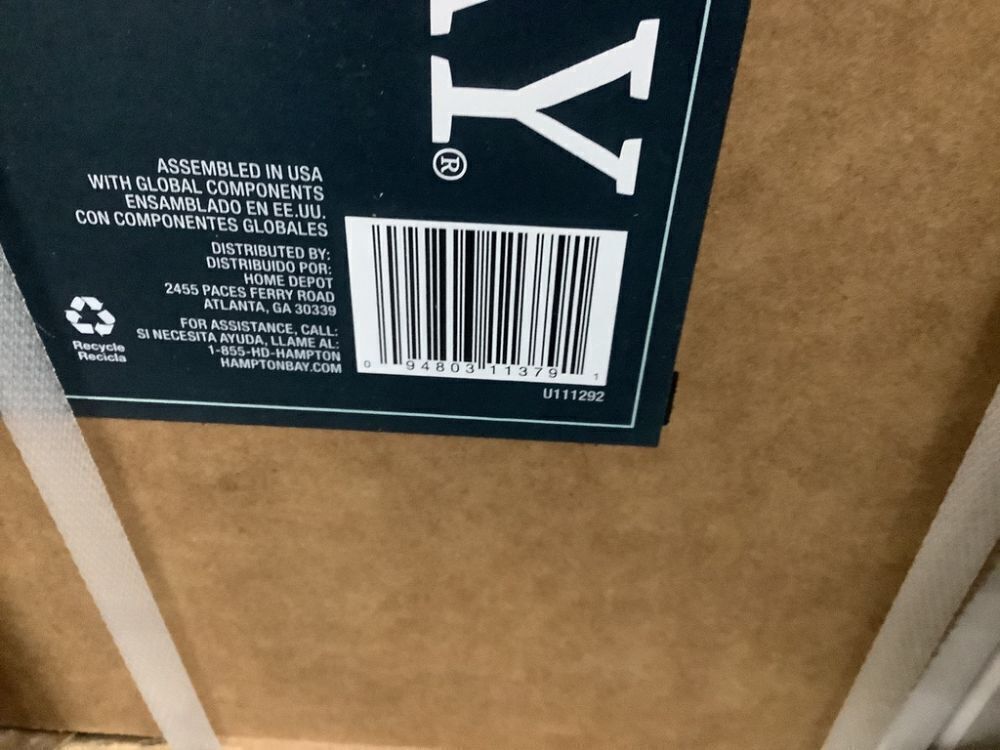 AY®
ASSEMBLED IN USA
WITH GLOBAL COMPONENTS
ENSAMBLADO EN EE.UU.
CON COMPONENTES GLOBALES
DISTRIBUTED BY:
DISTRIBUIDO POR:
HOME DEPOT
2455 PACES FERRY ROAD
ATLANTA, GA 30339
FOR ASSISTANCE, CALL:
SI NECESITA AYUDA, LLAME AL:
1-855-HD-HAMPTON
HAMPTONBAY.COM
Recycle
Recicla
0 94803 11379 1
U111292